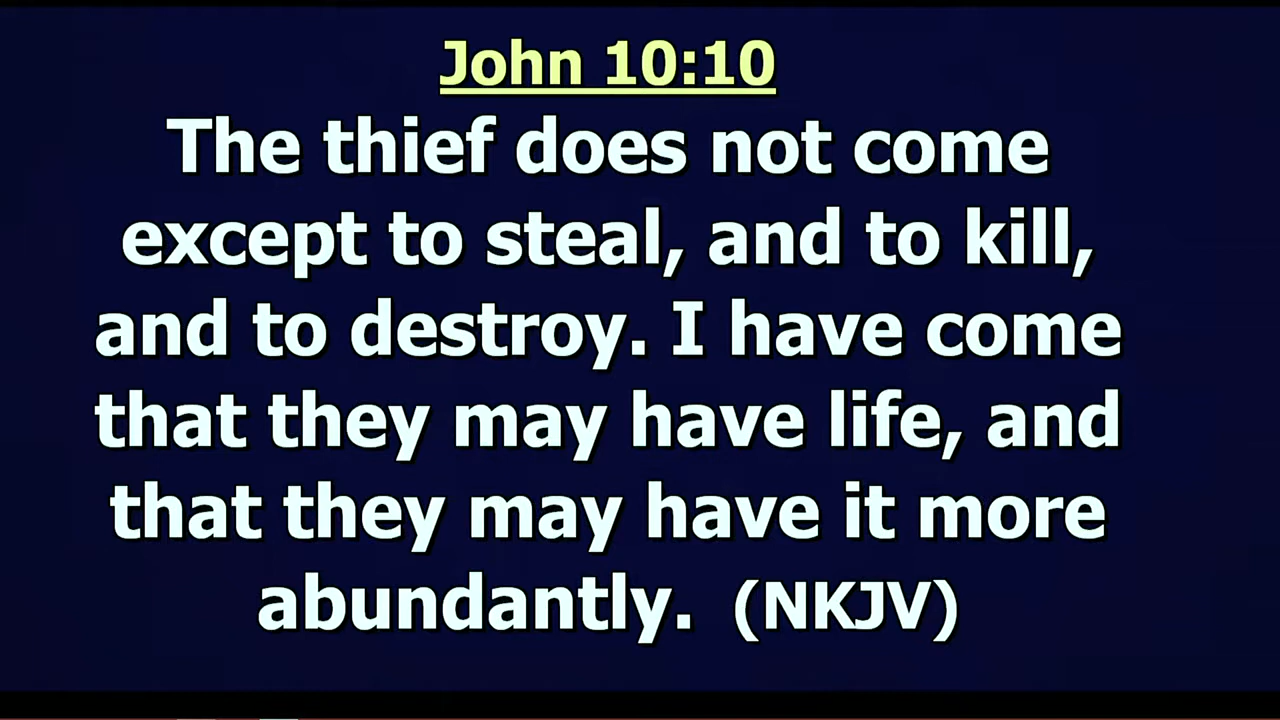 John 10:10
The thief does not come
except to steal, and to kill,
and to destroy. I have come
that they may have life, and
that they may have it more
abundantly. (NKJV)